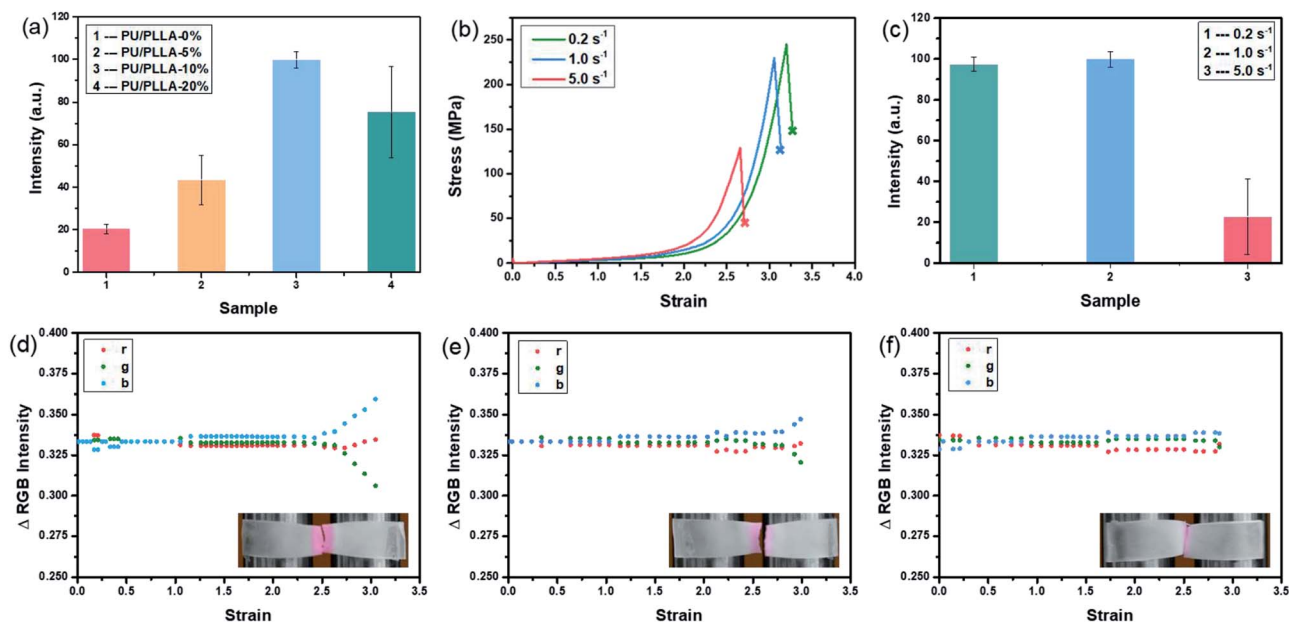 (a)
120
100
80
60
40
20
0
Intensity (a.u.)
1 --- PU/PLLA-0%
2 --- PU/PLLA-5%
3 --- PU/PLLA-10%
4 --- PU/PLLA-20%
1 2 3 4
Sample
(b)
250
200
150
100
50
0
Stress (MPa)
0.2 s⁻¹
1.0 s⁻¹
5.0 s⁻¹
0.0 0.5 1.0 1.5 2.0 2.5 3.0 3.5 4.0
Strain
(c)
120
100
80
60
40
20
0
Intensity (a.u.)
1 --- 0.2 s⁻¹
2 --- 1.0 s⁻¹
3 --- 5.0 s⁻¹
1 2 3
Sample
(d)
0.400
0.375
0.350
0.325
0.300
0.275
0.250
Δ RGB Intensity
r
g
b
0.0 0.5 1.0 1.5 2.0 2.5 3.0 3.5
Strain
(e)
0.400
0.375
0.350
0.325
0.300
0.275
0.250
Δ RGB Intensity
r
g
b
0.0 0.5 1.0 1.5 2.0 2.5 3.0 3.5
Strain
(f)
0.400
0.375
0.350
0.325
0.300
0.275
0.250
Δ RGB Intensity
r
g
b
0.0 0.5 1.0 1.5 2.0 2.5 3.0 3.5
Strain